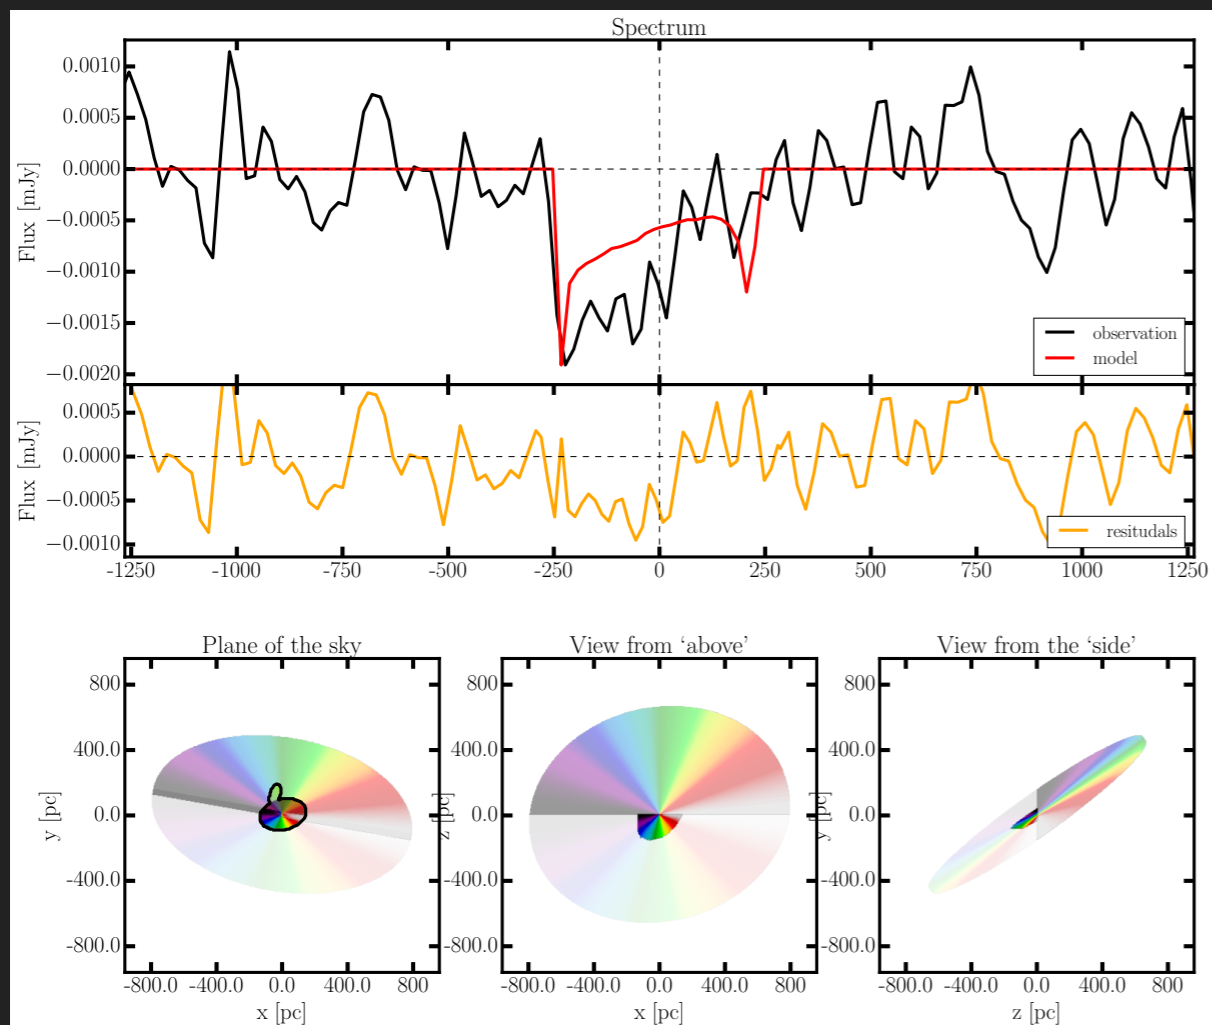 Spectrum
0.0010
0.0005
0.0000
−0.0005
−0.0010
−0.0015
−0.0020
Flux [mJy]
observation
model
0.0005
0.0000
−0.0005
−0.0010
Flux [mJy]
resitudals
-1250 -1000 -750 -500 -250 0 250 500 750 1000 1250
Plane of the sky
800
400.0
0.0
-400.0
-800.0
y [pc]
-800.0 -400.0 0.0 400.0 800
x [pc]
View from ‘above’
800
400.0
0.0
-400.0
-800.0
z [pc]
-800.0 -400.0 0.0 400.0 800
x [pc]
View from the ‘side’
800
400.0
0.0
-400.0
-800.0
y [pc]
-800.0 -400.0 0.0 400.0 800
z [pc]